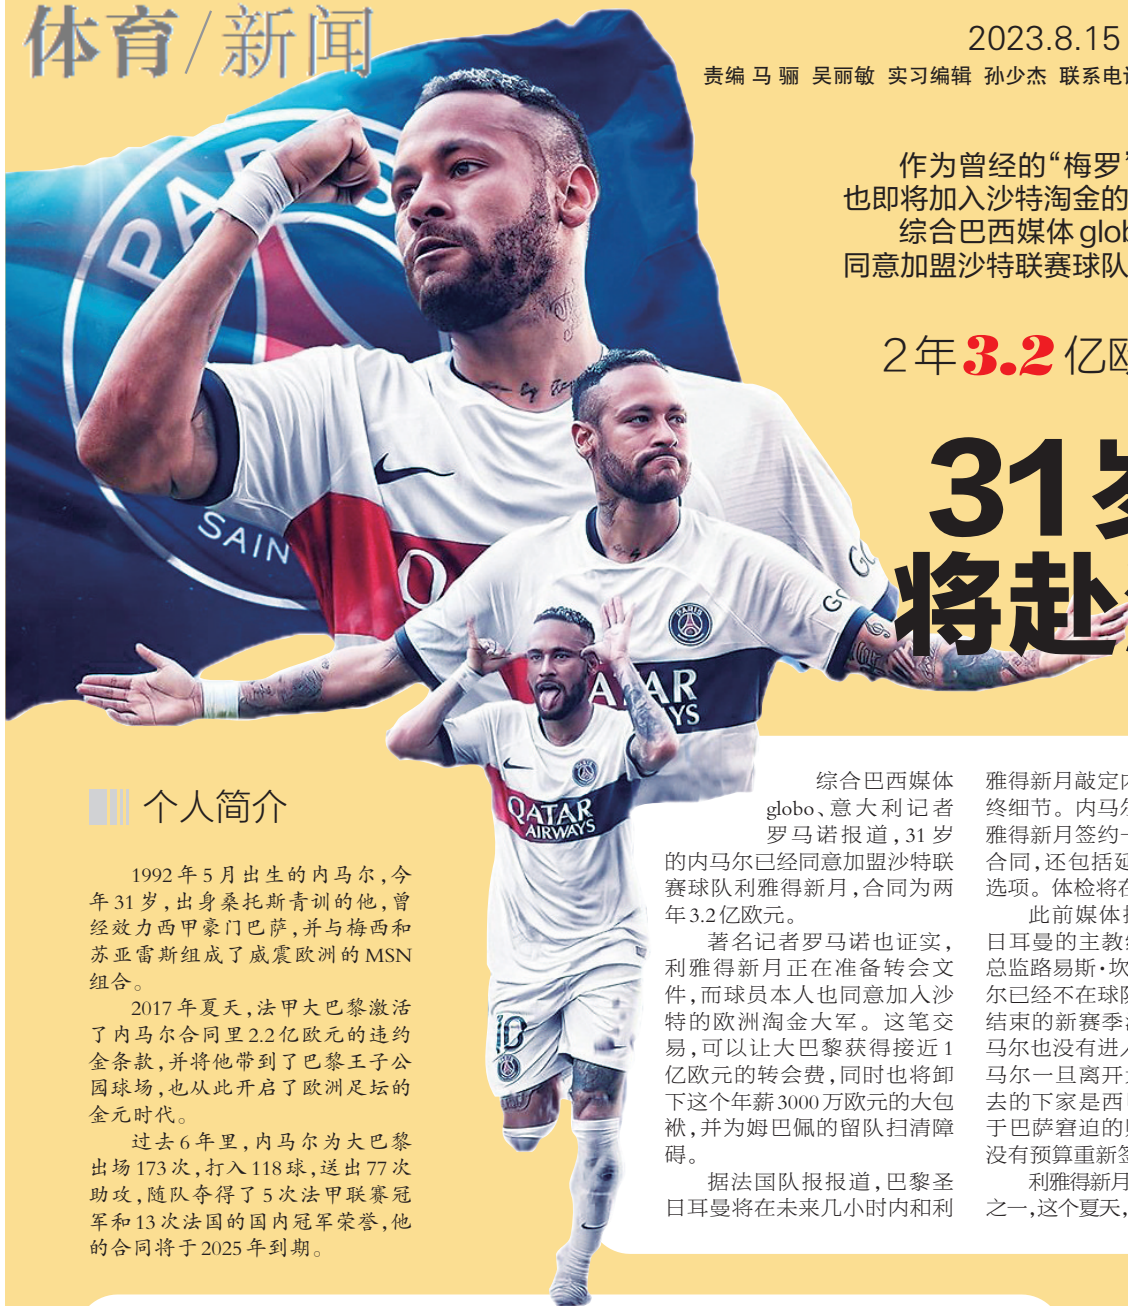 体育/新闻
2023.8.15
责编 马 骊 吴丽敏 实习编辑 孙少杰 联系电
作为曾经的“梅罗”
也即将加入沙特淘金的
综合巴西媒体 glob
同意加盟沙特联赛球队
2年3.2亿欧
31岁
将赴
PARIS
SAIN
GO
GO
PARIS
QATAR
AIRWAYS
QATAR
AIRWAYS
10
个人简介
1992年5月出生的内马尔,今
年31岁,出身桑托斯青训的他,曾
经效力西甲豪门巴萨,并与梅西和
苏亚雷斯组成了威震欧洲的MSN
组合。
2017年夏天,法甲大巴黎激活
了内马尔合同里2.2亿欧元的违约
金条款,并将他带到了巴黎王子公
园球场,也从此开启了欧洲足坛的
金元时代。
过去6年里,内马尔为大巴黎
出场173次,打入118球,送出77次
助攻,随队夺得了5次法甲联赛冠
军和13次法国的国内冠军荣誉,他
的合同将于2025年到期。
综合巴西媒体
globo、意大利记者
罗马诺报道,31岁
的内马尔已经同意加盟沙特联
赛球队利雅得新月,合同为两
年3.2亿欧元。
著名记者罗马诺也证实,
利雅得新月正在准备转会文
件,而球员本人也同意加入沙
特的欧洲淘金大军。这笔交
易,可以让大巴黎获得接近1
亿欧元的转会费,同时也将卸
下这个年薪3000万欧元的大包
袱,并为姆巴佩的留队扫清障
碍。
据法国队报报道,巴黎圣
日耳曼将在未来几小时内和利
雅得新月敲定内
终细节。内马尔
雅得新月签约一
合同,还包括延
选项。体检将在
此前媒体报
日耳曼的主教练
总监路易斯·坎
尔已经不在球队
结束的新赛季法
马尔也没有进入
马尔一旦离开大
去的下家是西甲
于巴萨窘迫的财
没有预算重新签
利雅得新月
之一,这个夏天,